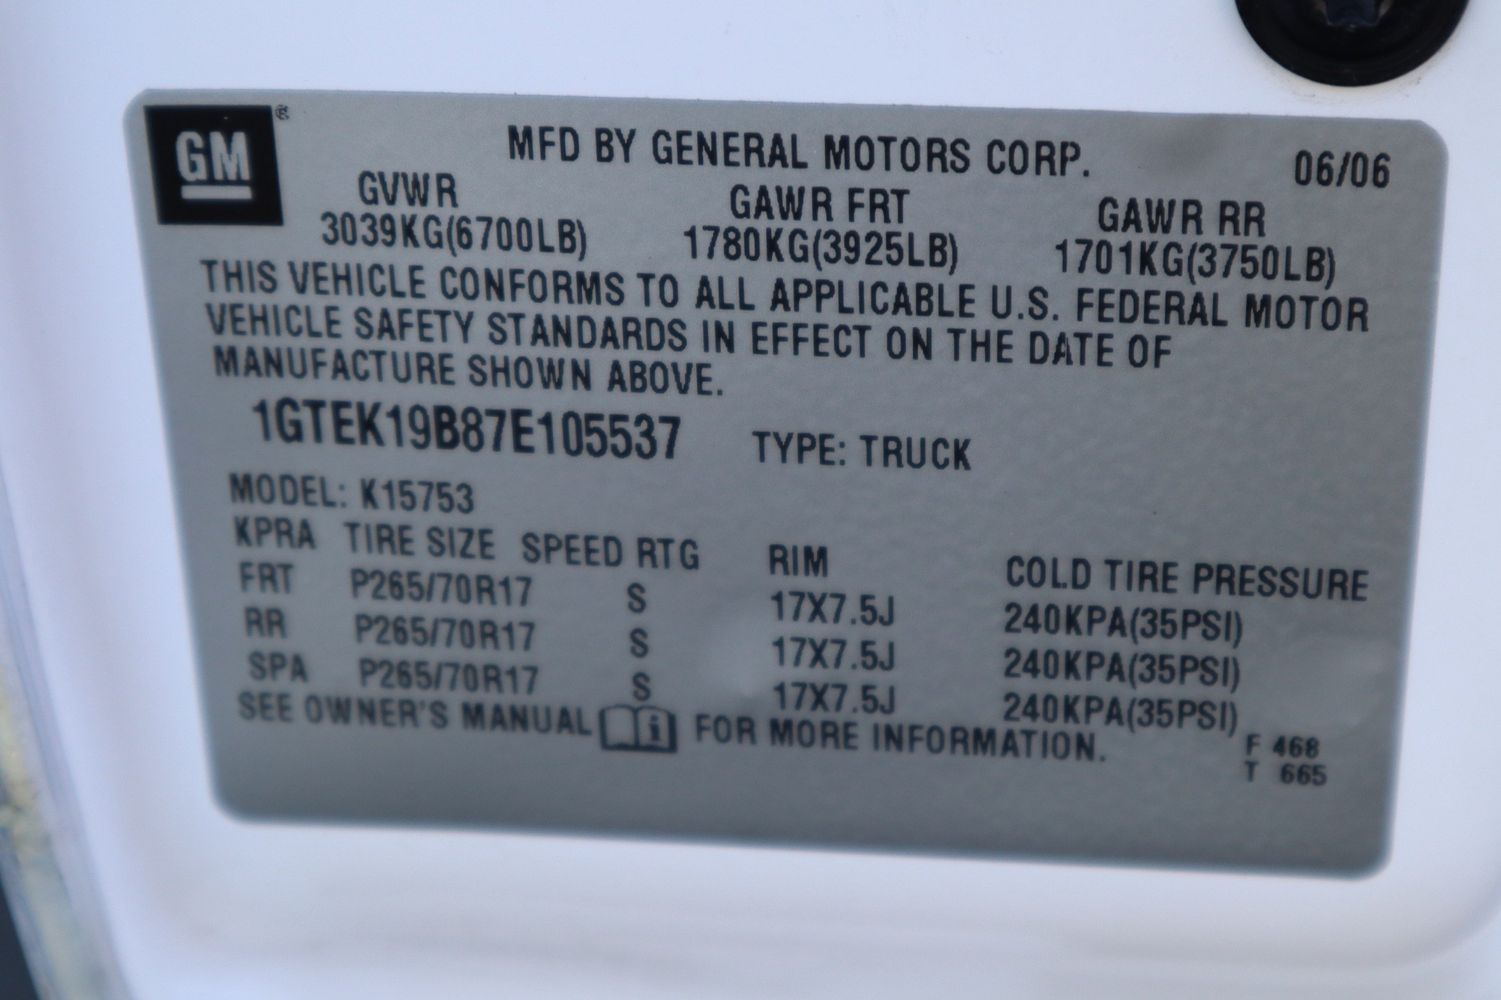 GM ®
MFD BY GENERAL MOTORS CORP. 06/06
GVWR GAWR FRT GAWR RR
3039KG(6700LB) 1780KG(3925LB) 1701KG(3750LB)
THIS VEHICLE CONFORMS TO ALL APPLICABLE U.S. FEDERAL MOTOR
VEHICLE SAFETY STANDARDS IN EFFECT ON THE DATE OF
MANUFACTURE SHOWN ABOVE.
1GTEK19B87E105537 TYPE: TRUCK
MODEL: K15753
KPRA TIRE SIZE SPEED RTG RIM COLD TIRE PRESSURE
FRT P265/70R17 S 17X7.5J 240KPA(35PSI)
RR P265/70R17 S 17X7.5J 240KPA(35PSI)
SPA P265/70R17 S 17X7.5J 240KPA(35PSI)
SEE OWNER'S MANUAL i FOR MORE INFORMATION.
F 468
T 665